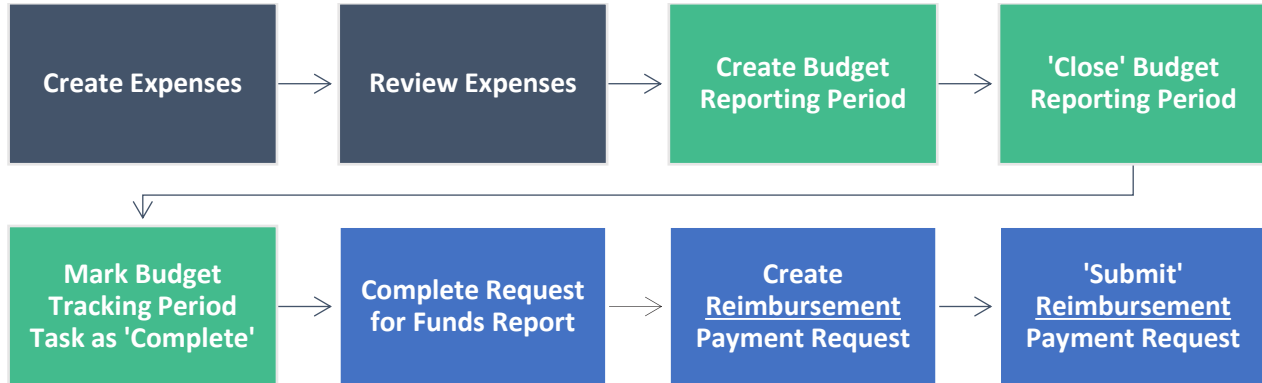 Create Expenses
Review Expenses
Create Budget
Reporting Period
'Close' Budget
Reporting Period
Mark Budget
Tracking Period
Task as 'Complete'
Complete Request
for Funds Report
Create
Reimbursement
Payment Request
'Submit'
Reimbursement
Payment Request